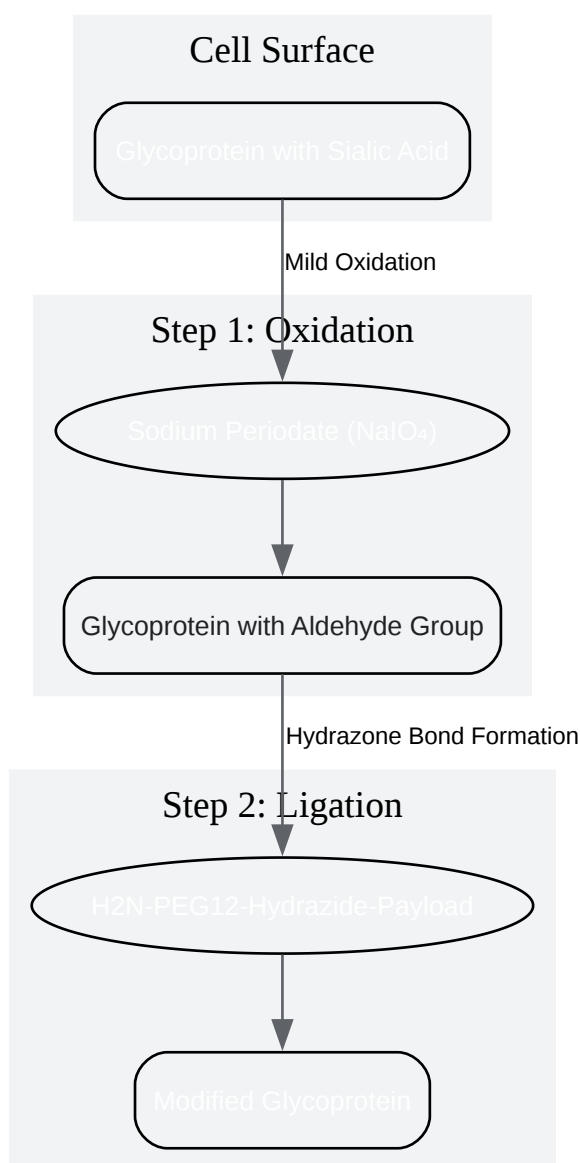 Cell Surface
Glycoprotein with Sialic Acid
Mild Oxidation
Step 1: Oxidation
Sodium Periodate (NaIO₄)
Glycoprotein with Aldehyde Group
Hydrazone Bond Formation
Step 2: Ligation
H2N-PEG12-Hydrazide-Payload
Modified Glycoprotein